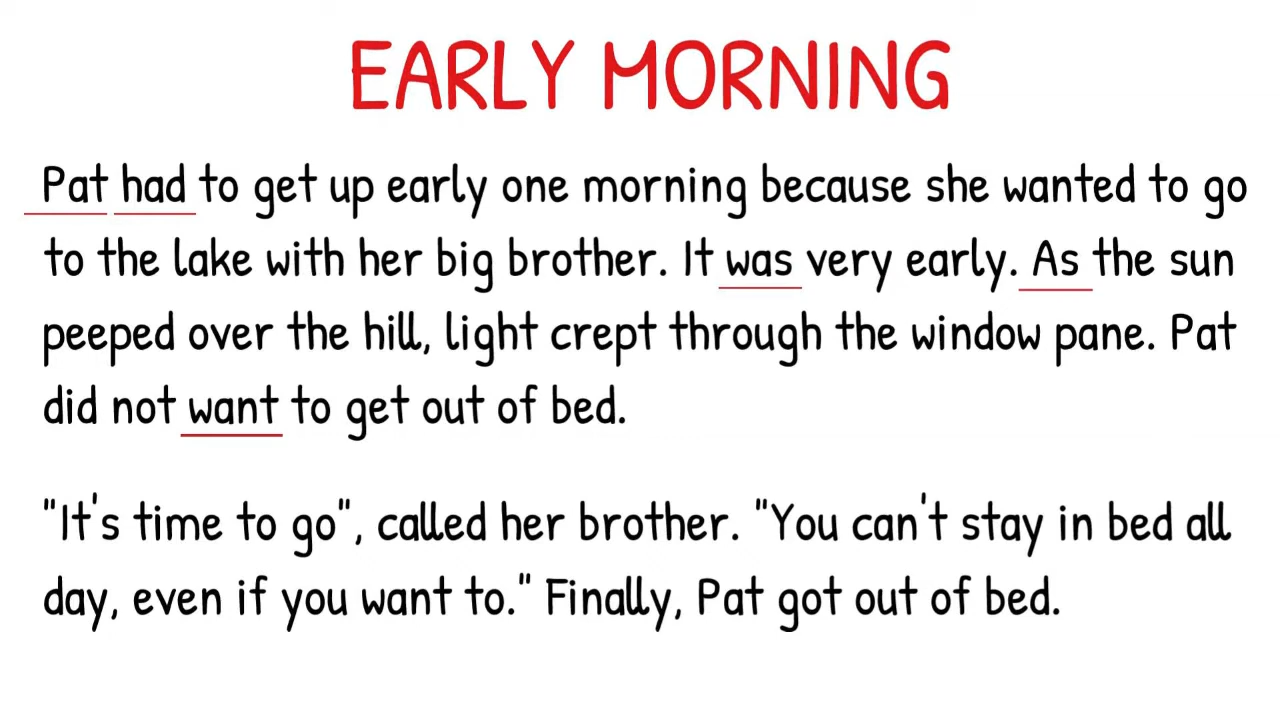 EARLY MORNING
Pat had to get up early one morning because she wanted to go
to the lake with her big brother. It was very early. As the sun
peeped over the hill, light crept through the window pane. Pat
did not want to get out of bed.
"It's time to go", called her brother. "You can't stay in bed all
day, even if you want to." Finally, Pat got out of bed.